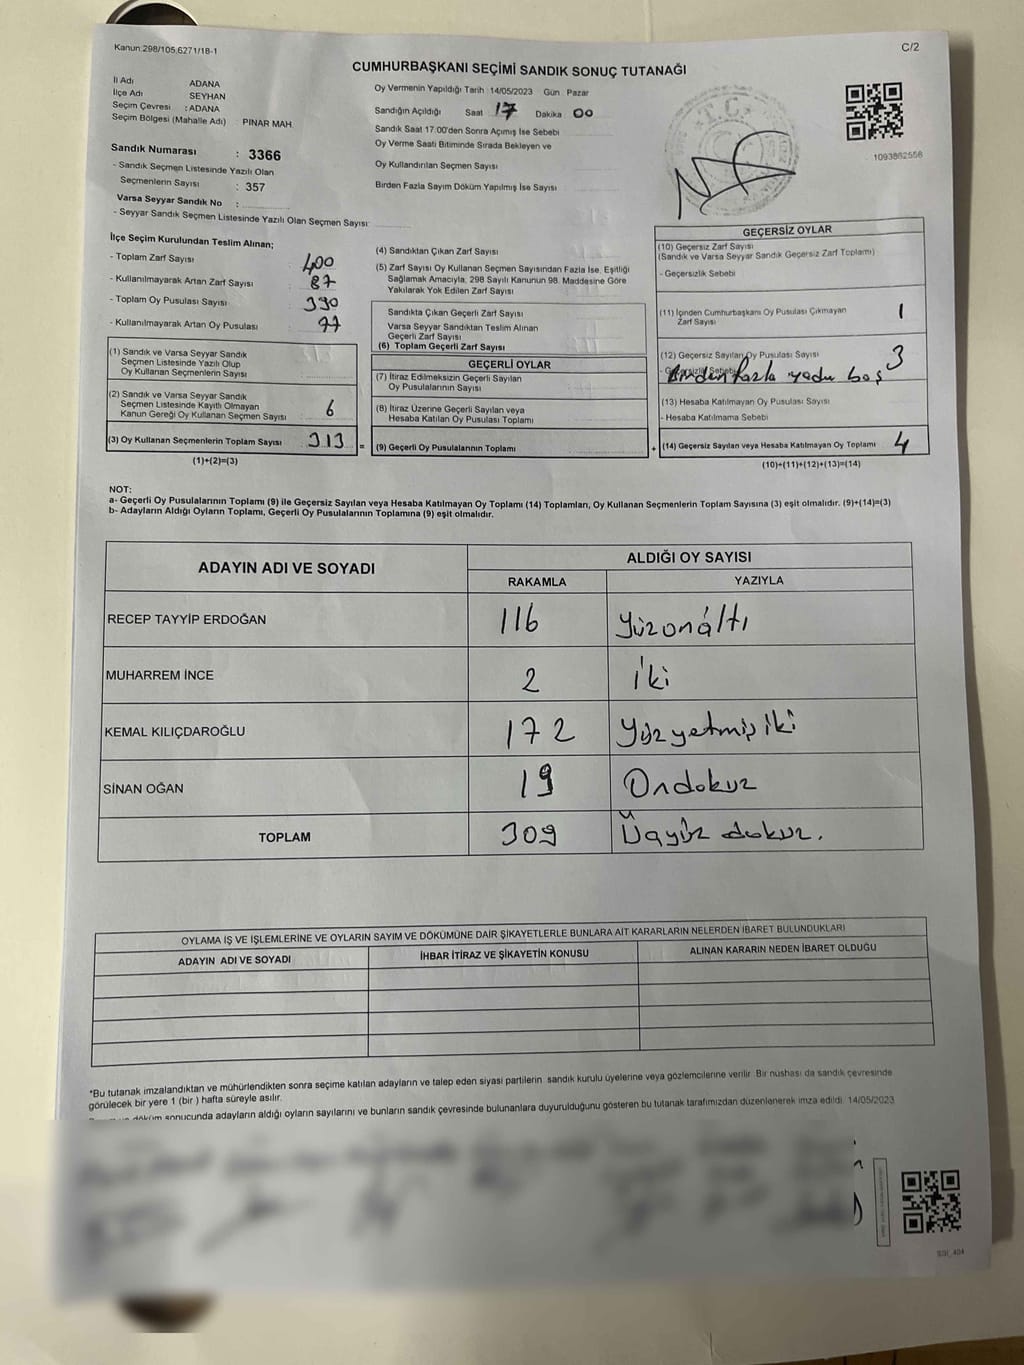 Kanun:298/105,6271/18-1
C/2
CUMHURBAŞKANI SEÇİMİ SANDIK SONUÇ TUTANAĞI
İl Adı ADANA
İlçe Adı SEYHAN
Seçim Çevresi :ADANA
Seçim Bölgesi (Mahalle Adı) PINAR MAH.
Sandık Numarası : 3366
- Sandık Seçmen Listesinde Yazılı Olan
Seçmenlerin Sayısı : 357
Varsa Seyyar Sandık No :
- Seyyar Sandık Seçmen Listesinde Yazılı Olan Seçmen Sayısı:
Oy Vermenin Yapıldığı Tarih 14/05/2023 Gün Pazar
Sandığın Açıldığı Saat 17 Dakika 00
Sandık Saat 17:00'den Sonra Açımış İse Sebebi
Oy Verme Saati Bitiminde Sırada Bekleyen ve
Oy Kullandırılan Seçmen Sayısı
Birden Fazla Sayım Döküm Yapılmış İse Sayısı
T.C.
1093862556
İlçe Seçim Kurulundan Teslim Alınan;
- Toplam Zarf Sayısı : 400
- Kullanılmayarak Artan Zarf Sayısı : 87
- Toplam Oy Pusulası Sayısı : 390
- Kullanılmayarak Artan Oy Pusulası : 77
(1) Sandık ve Varsa Seyyar Sandık
Seçmen Listesinde Yazılı Olup
Oy Kullanan Seçmenlerin Sayısı
(2) Sandık ve Varsa Seyyar Sandık
Seçmen Listesinde Kayıtlı Olmayan
Kanun Gereği Oy Kullanan Seçmen Sayısı : 6
(3) Oy Kullanan Seçmenlerin Toplam Sayısı 313
(1)+(2)=(3)
=
(4) Sandıktan Çıkan Zarf Sayısı
(5) Zarf Sayısı Oy Kullanan Seçmen Sayısından Fazla İse, Eşitliği
Sağlamak Amacıyla, 298 Sayılı Kanunun 98. Maddesine Göre
Yakılarak Yok Edilen Zarf Sayısı
Sandıkta Çıkan Geçerli Zarf Sayısı
Varsa Seyyar Sandıktan Teslim Alınan
Geçerli Zarf Sayısı
(6) Toplam Geçerli Zarf Sayısı
GEÇERLİ OYLAR
(7) İtiraz Edilmeksizin Geçerli Sayılan
Oy Pusulalarının Sayısı
(8) İtiraz Üzerine Geçerli Sayılan veya
Hesaba Katılan Oy Pusulası Toplamı
(9) Geçerli Oy Pusulalarının Toplamı
+
GEÇERSİZ OYLAR
(10) Geçersiz Zarf Sayısı
(Sandık ve Varsa Seyyar Sandık Geçersiz Zarf Toplamı)
- Geçersizlik Sebebi
(11) İçinden Cumhurbaşkanı Oy Pusulası Çıkmayan
Zarf Sayısı 1
(12) Geçersiz Sayılan Oy Pusulası Sayısı 3
- Geçersizlik Sebebi Birden fazla yada boş
(13) Hesaba Katılmayan Oy Pusulası Sayısı
- Hesaba Katılmama Sebebi
(14) Geçersiz Sayılan veya Hesaba Katılmayan Oy Toplamı 4
(10)+(11)+(12)+(13)=(14)
NOT:
a- Geçerli Oy Pusulalarının Toplamı (9) ile Geçersiz Sayılan veya Hesaba Katılmayan Oy Toplamı (14) Toplamları, Oy Kullanan Seçmenlerin Toplam Sayısına (3) eşit olmalıdır. (9)+(14)=(3)
b- Adayların Aldığı Oyların Toplamı, Geçerli Oy Pusulalarının Toplamına (9) eşit olmalıdır.
ADAYIN ADI VE SOYADI
ALDIĞI OY SAYISI
RAKAMLA YAZIYLA
RECEP TAYYİP ERDOĞAN 116 Yüzonaltı
MUHARREM İNCE 2 İki
KEMAL KILIÇDAROĞLU 172 Yüzyetmişiki
SİNAN OĞAN 19 Ondokuz
TOPLAM 309 Üçyüz dokuz.
OYLAMA İŞ VE İŞLEMLERİNE VE OYLARIN SAYIM VE DÖKÜMÜNE DAİR ŞİKAYETLERLE BUNLARA AİT KARARLARIN NELERDEN İBARET BULUNDUKLARI
ADAYIN ADI VE SOYADI İHBAR İTİRAZ VE ŞİKAYETİN KONUSU ALINAN KARARIN NEDEN İBARET OLDUĞU
*Bu tutanak imzalandıktan ve mühürlendikten sonra seçime katılan adayların ve talep eden siyasi partilerin sandık kurulu üyelerine veya gözlemcilerine verilir. Bir nüshası da sandık çevresinde
görülecek bir yere 1 (bir ) hafta süreyle asılır.
döküm sonucunda adayların aldığı oyların sayılarını ve bunların sandık çevresinde bulunanlara duyurulduğunu gösteren bu tutanak tarafımızdan düzenlenerek imza edildi. 14/05/2023